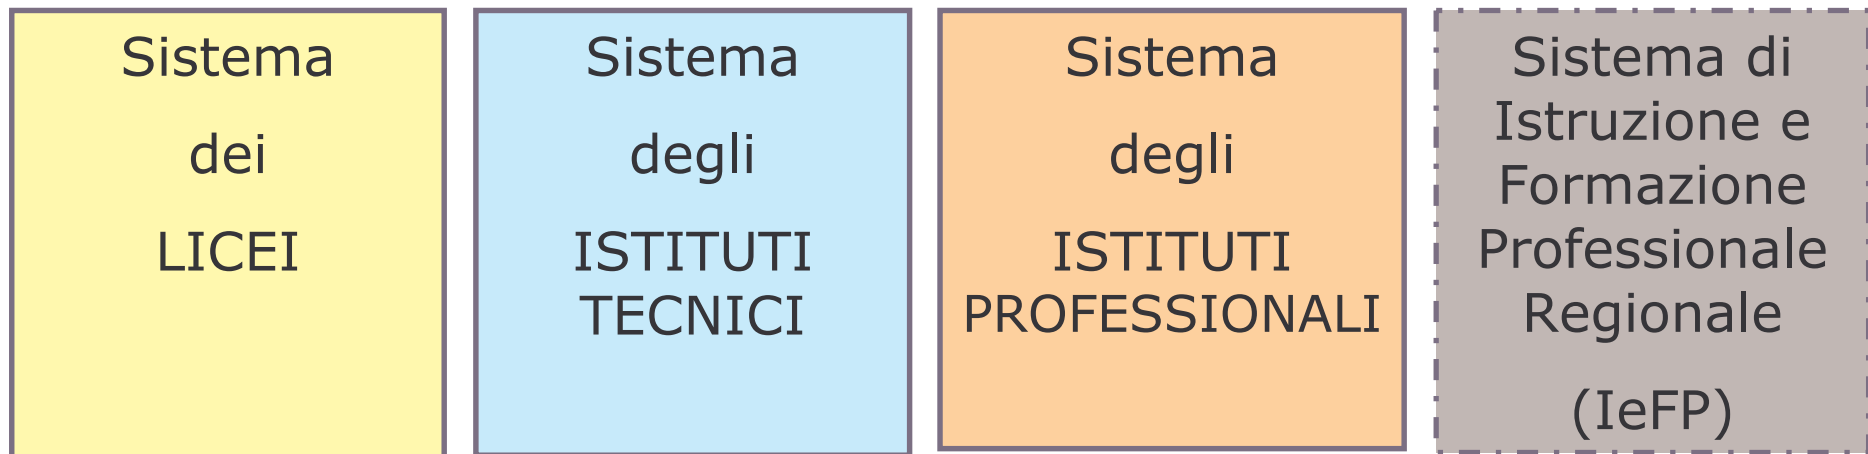 Sistema
dei
LICEI
Sistema
degli
ISTITUTI
TECNICI
Sistema
degli
ISTITUTI
PROFESSIONALI
Sistema di
Istruzione e
Formazione
Professionale
Regionale
(IeFP)